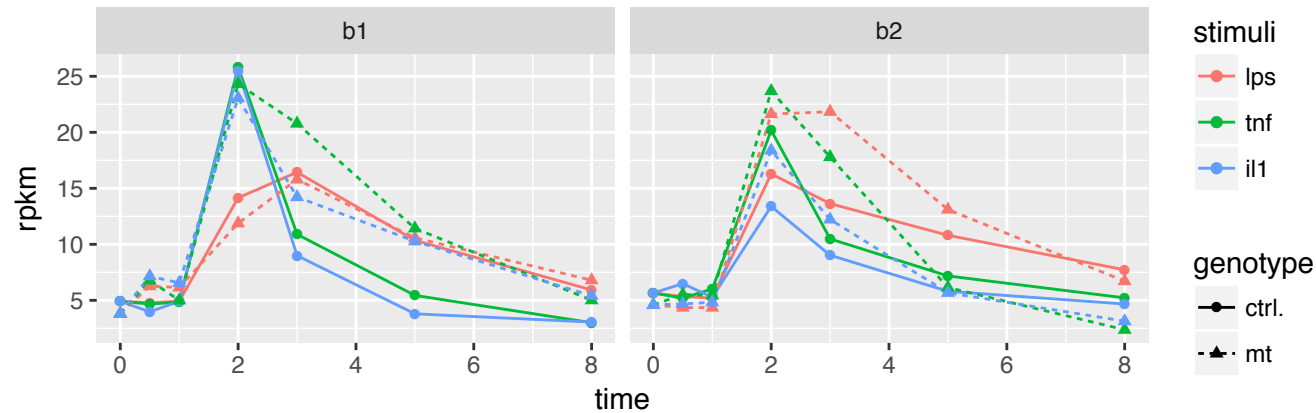 b1
b2
25
20
15
10
5
rpkm
0 2 4 6 8
0 2 4 6 8
time
stimuli
lps
tnf
il1
genotype
ctrl.
mt